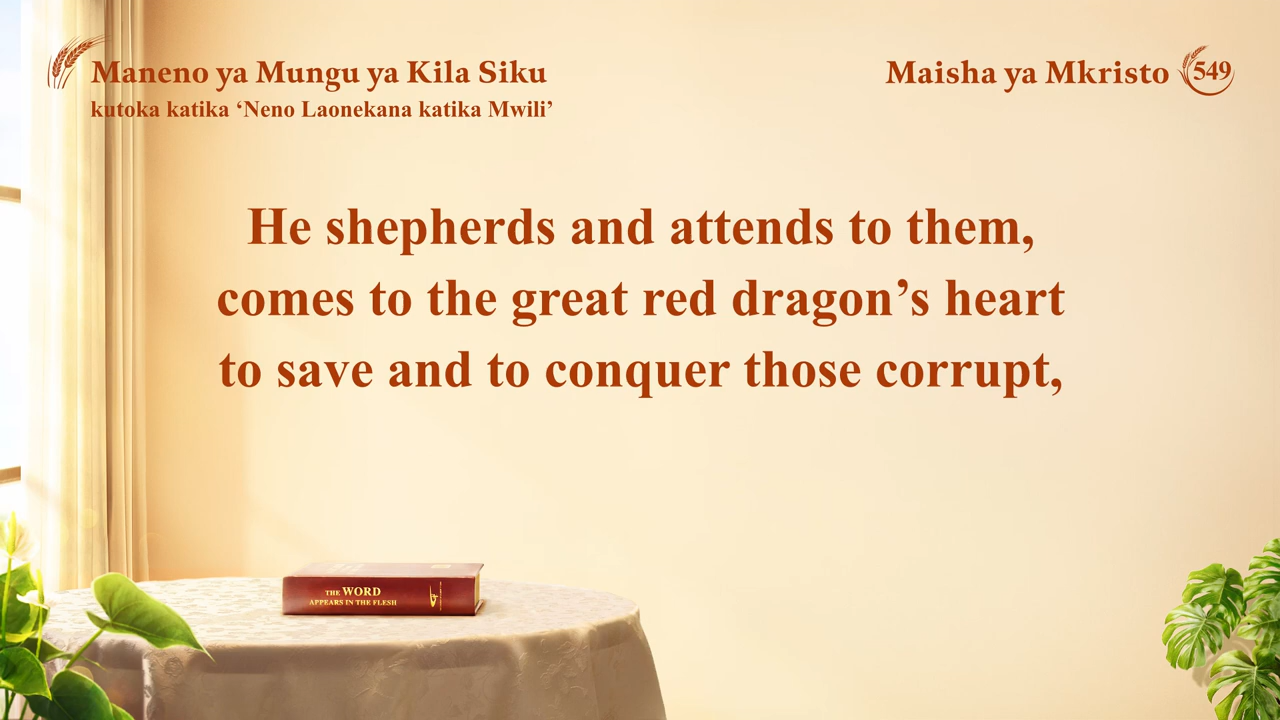 Maneno ya Mungu ya Kila Siku
kutoka katika ‘Neno Laonekana katika Mwili’
Maisha ya Mkristo 549
He shepherds and attends to them,
comes to the great red dragon’s heart
to save and to conquer those corrupt,
THE WORD
APPEARS IN THE FLESH